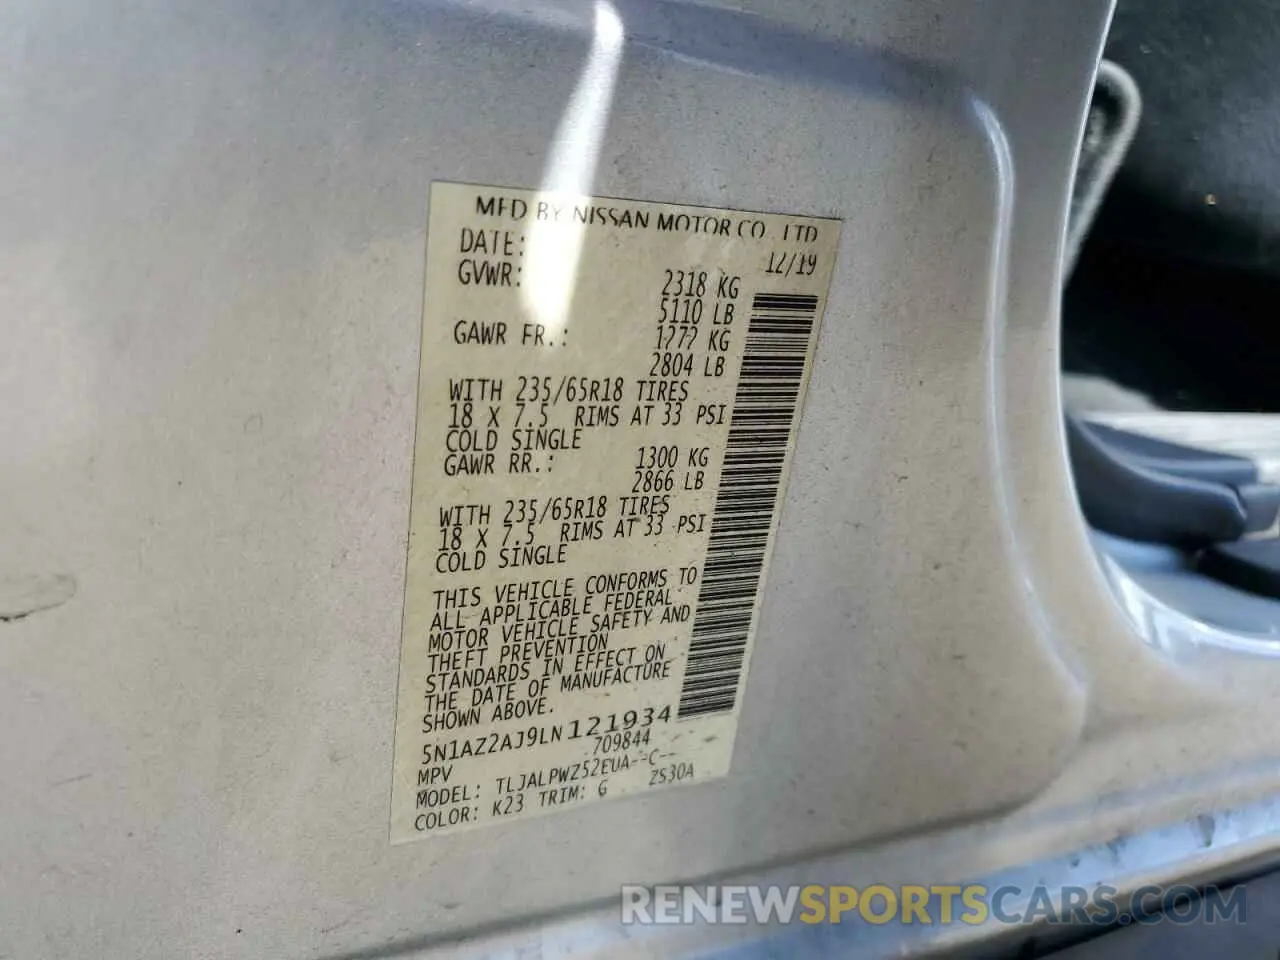 MFD BY NISSAN MOTOR CO., LTD
DATE: 12/19
GVWR: 2318 KG
5110 LB
GAWR FR.: 1272 KG
2804 LB
WITH 235/65R18 TIRES
18 X 7.5 RIMS AT 33 PSI
COLD SINGLE
GAWR RR.: 1300 KG
2866 LB
WITH 235/65R18 TIRES
18 X 7.5 RIMS AT 33 PSI
COLD SINGLE
THIS VEHICLE CONFORMS TO
ALL APPLICABLE FEDERAL
MOTOR VEHICLE SAFETY AND
THEFT PREVENTION
STANDARDS IN EFFECT ON
THE DATE OF MANUFACTURE
SHOWN ABOVE.
5N1AZ2AJ9LN121934
MPV 709844
MODEL: TLJALPWZ52EUA--C--
COLOR: K23 TRIM: G ZS30A
RENEWSPORTSCARS.COM